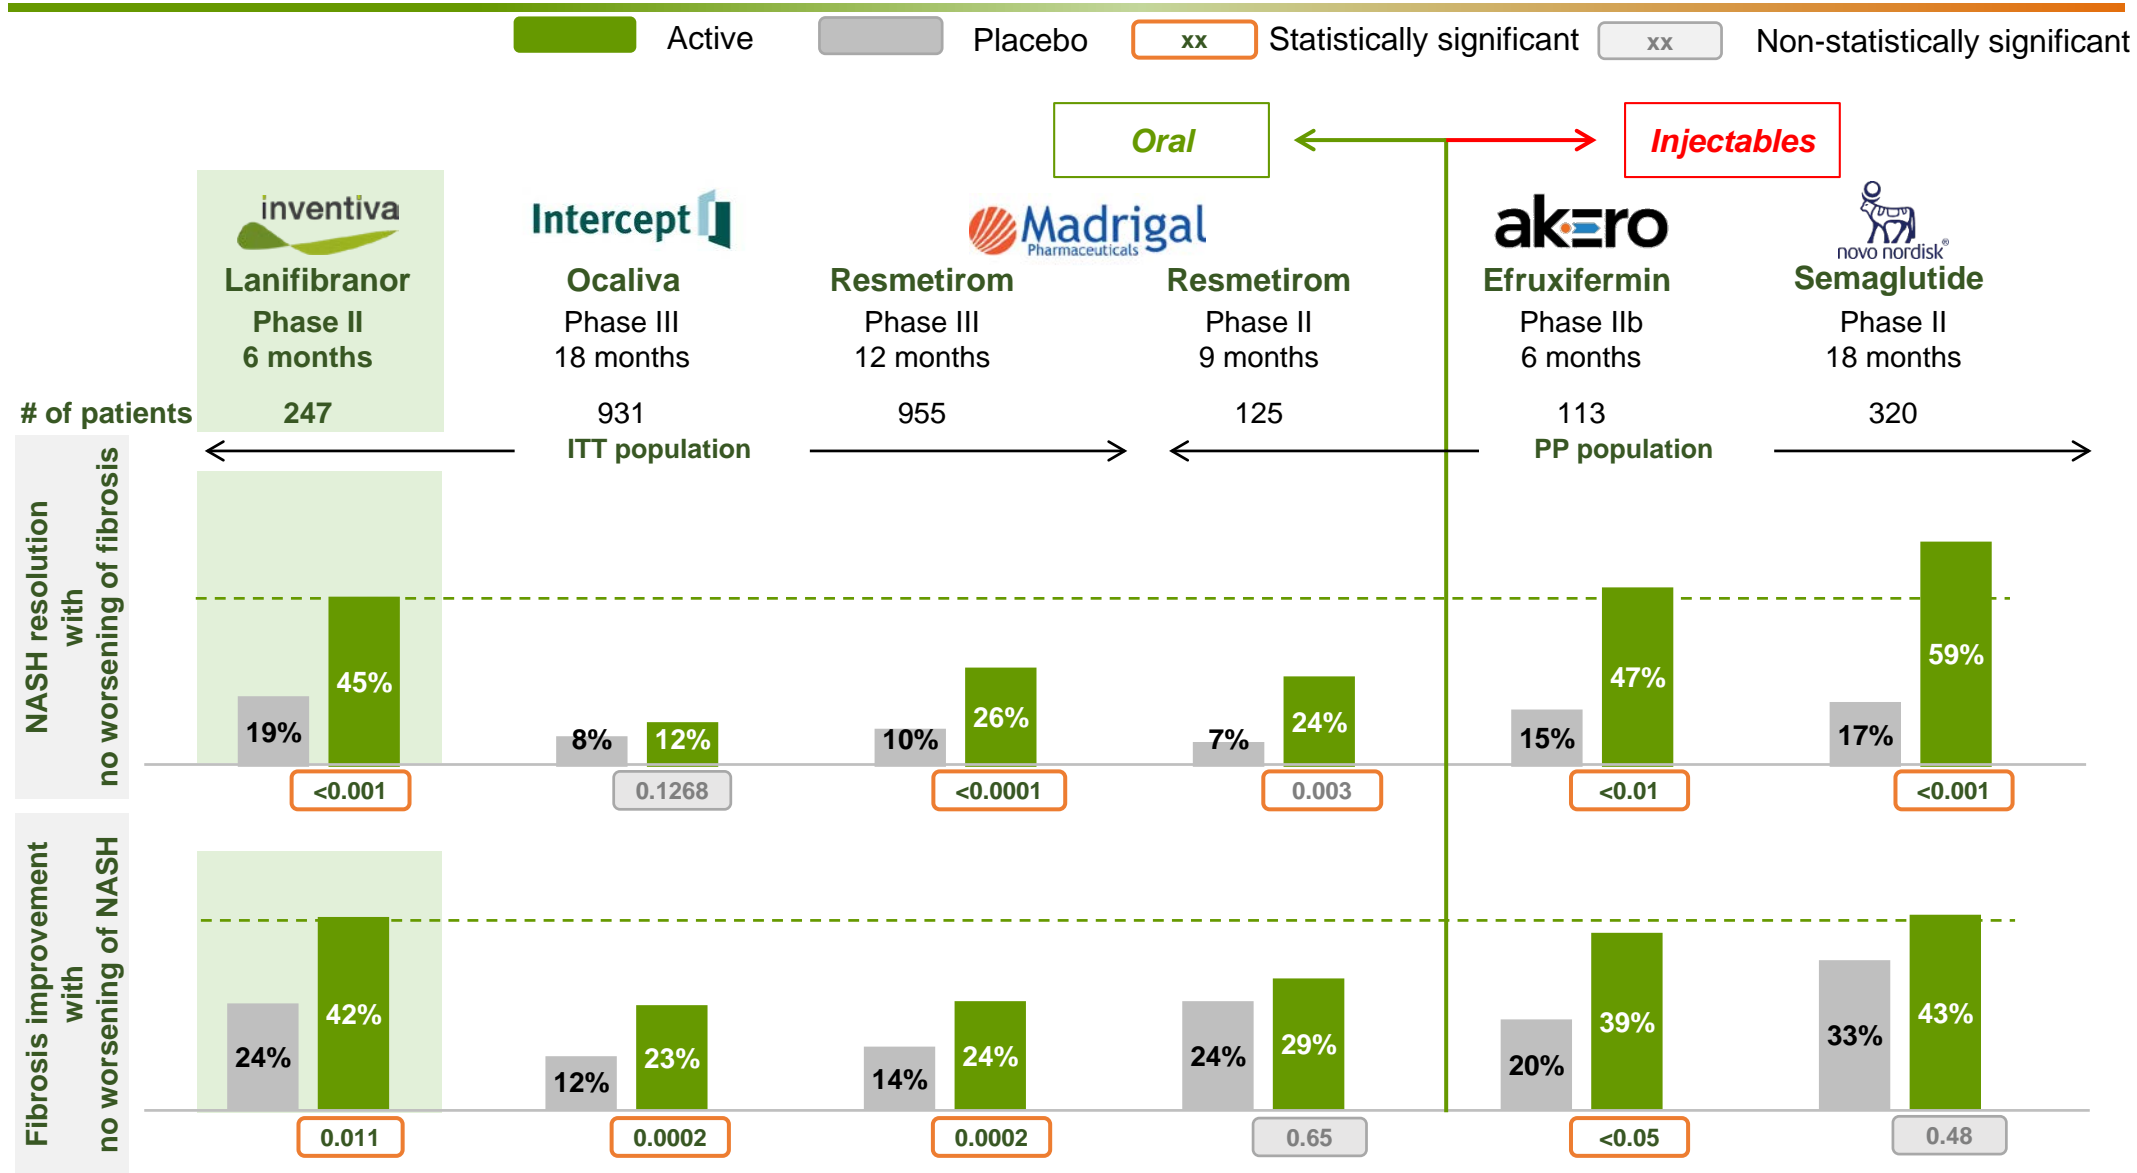 Active
Placebo
xx
Statistically significant
xx
Non-statistically significant
Oral
Injectables
inventiva
Intercept
Madrigal
Pharmaceuticals
akero
novo nordisk®
Lanifibranor
Ocaliva
Resmetirom
Resmetirom
Efruxifermin
Semaglutide
Phase II
Phase III
Phase III
Phase II
Phase IIb
Phase II
6 months
18 months
12 months
9 months
6 months
18 months
# of patients
247
931
955
125
113
320
ITT population
PP population
NASH resolution
with
no worsening of fibrosis
19%
45%
8%
12%
10%
26%
7%
24%
15%
47%
17%
59%
<0.001
0.1268
<0.0001
0.003
<0.01
<0.001
Fibrosis improvement
with
no worsening of NASH
24%
42%
12%
23%
14%
24%
24%
29%
20%
39%
33%
43%
0.011
0.0002
0.0002
0.65
<0.05
0.48